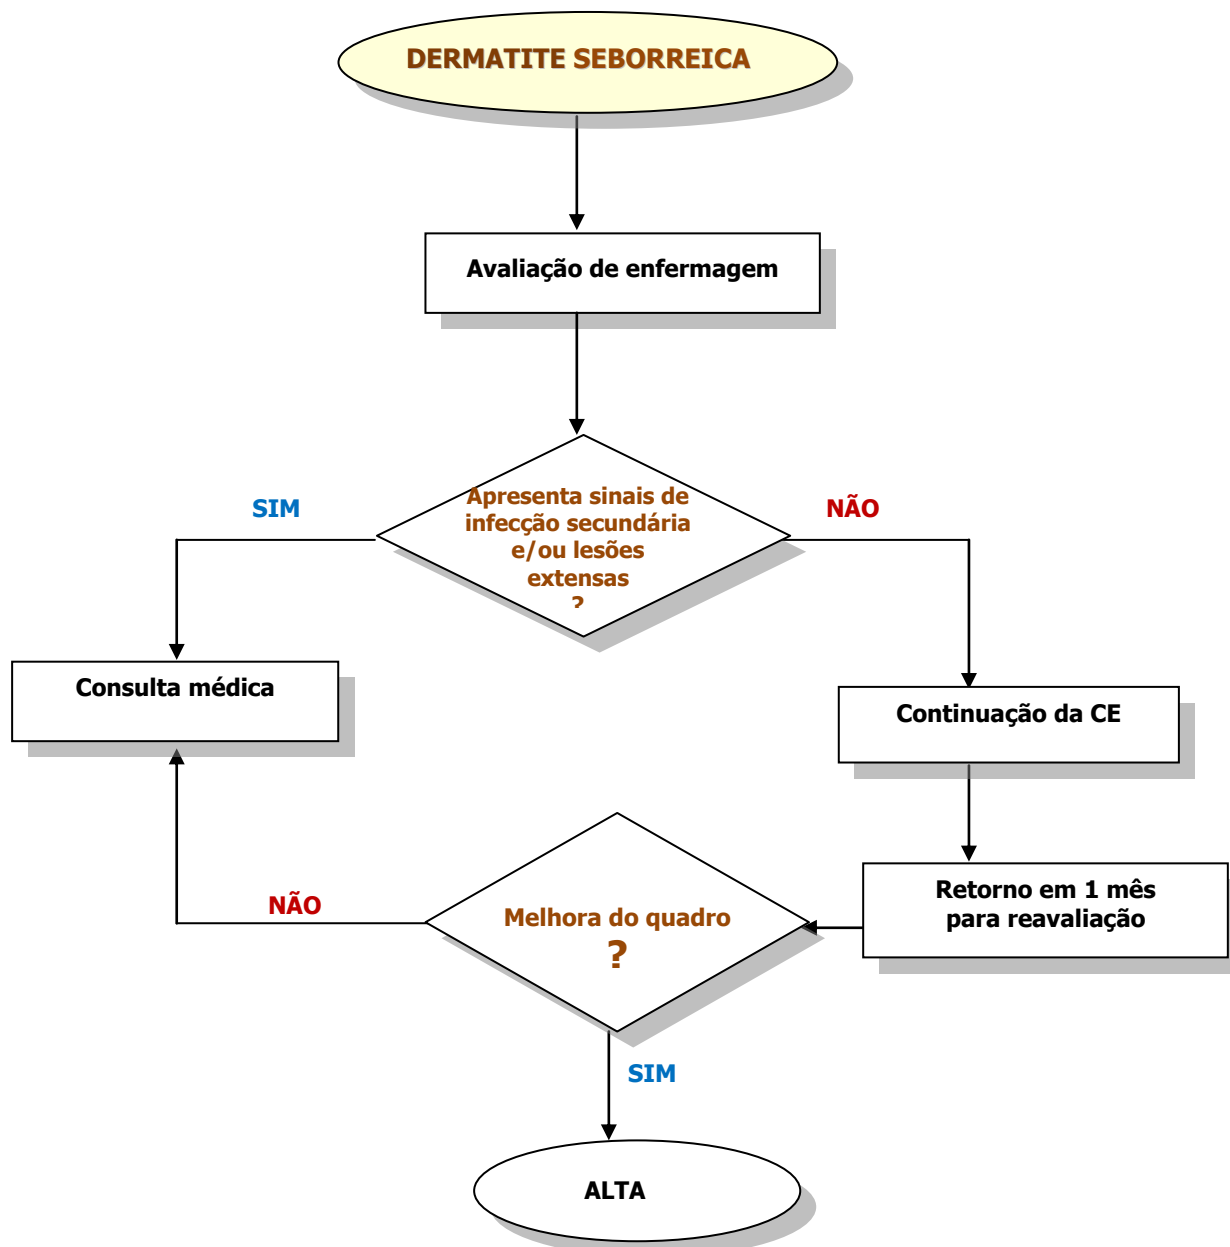 DERMATITE SEBORREICA
Avaliação de enfermagem
Apresenta sinais de
infecção secundária
e/ou lesões
extensas
?
SIM
NÃO
Consulta médica
Continuação da CE
Retorno em 1 mês
para reavaliação
Melhora do quadro
?
NÃO
SIM
ALTA